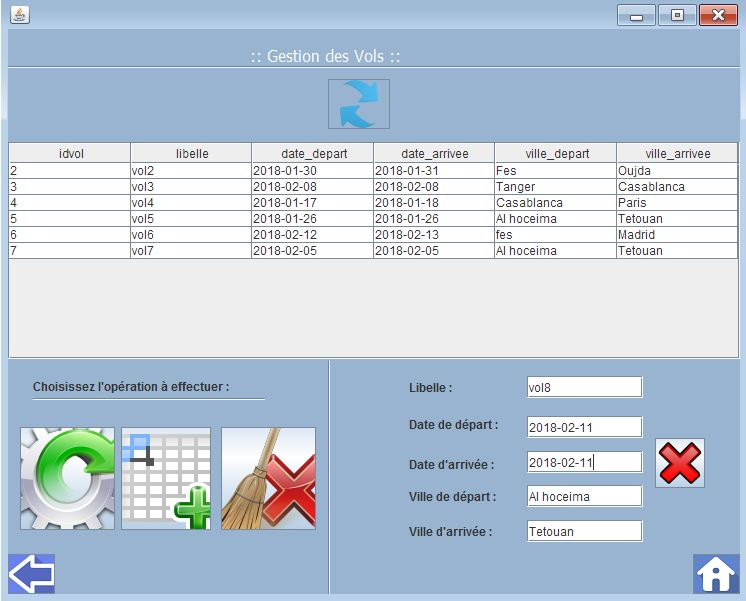 :: Gestion des Vols ::
idvol libelle date_depart date_arrivee ville_depart ville_arrivee
2 vol2 2018-01-30 2018-01-31 Fes Oujda
3 vol3 2018-02-08 2018-02-08 Tanger Casablanca
4 vol4 2018-01-17 2018-01-18 Casablanca Paris
5 vol5 2018-01-26 2018-01-26 Al hoceima Tetouan
6 vol6 2018-02-12 2018-02-13 fes Madrid
7 vol7 2018-02-05 2018-02-05 Al hoceima Tetouan
Choisissez l'opération à effectuer :
Libelle : vol8
Date de départ : 2018-02-11
Date d'arrivée : 2018-02-11
Ville de départ : Al hoceima
Ville d'arrivée : Tetouan